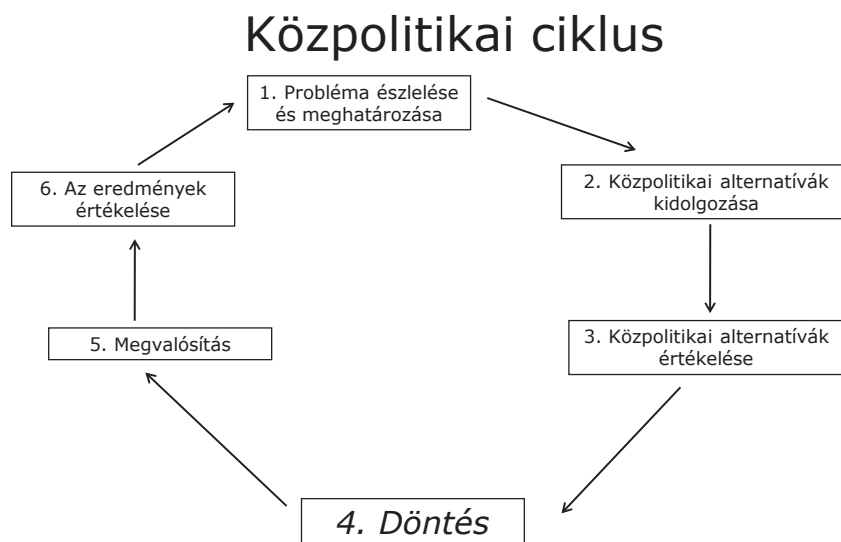 Közpolitikai ciklus
1. Probléma észlelése
és meghatározása
2. Közpolitikai alternatívák
kidolgozása
3. Közpolitikai alternatívák
értékelése
4. Döntés
5. Megvalósítás
6. Az eredmények
értékelése